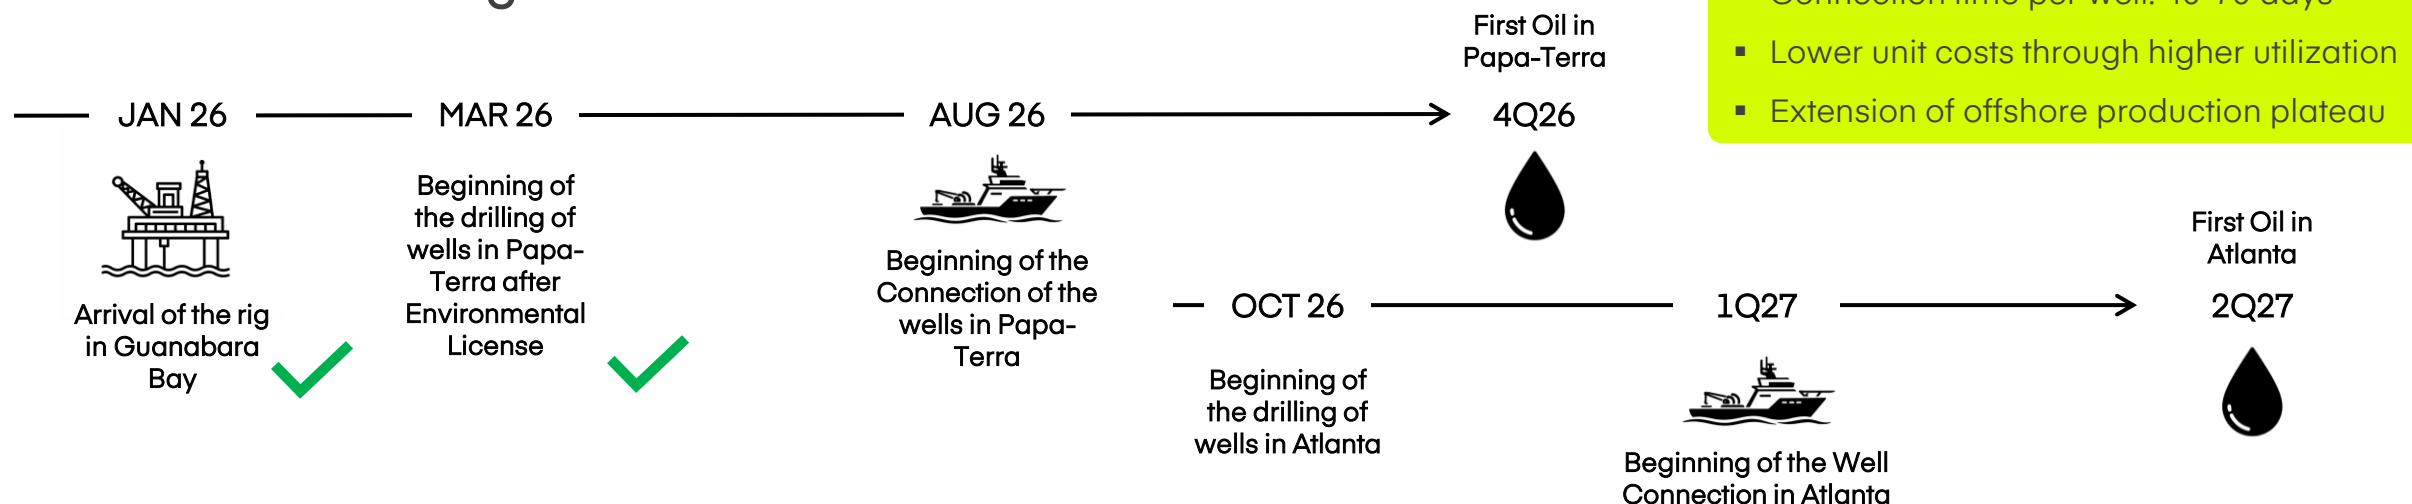 First Oil in
Papa-Terra
▪ Lower unit costs through higher utilization
▪ Extension of offshore production plateau
JAN 26
MAR 26
AUG 26
4Q26
Arrival of the rig
in Guanabara
Bay
Beginning of
the drilling of
wells in Papa-
Terra after
Environmental
License
Beginning of the
Connection of the
wells in Papa-
Terra
First Oil in
Atlanta
OCT 26
1Q27
2Q27
Beginning of
the drilling of
wells in Atlanta
Beginning of the Well
Connection in Atlanta